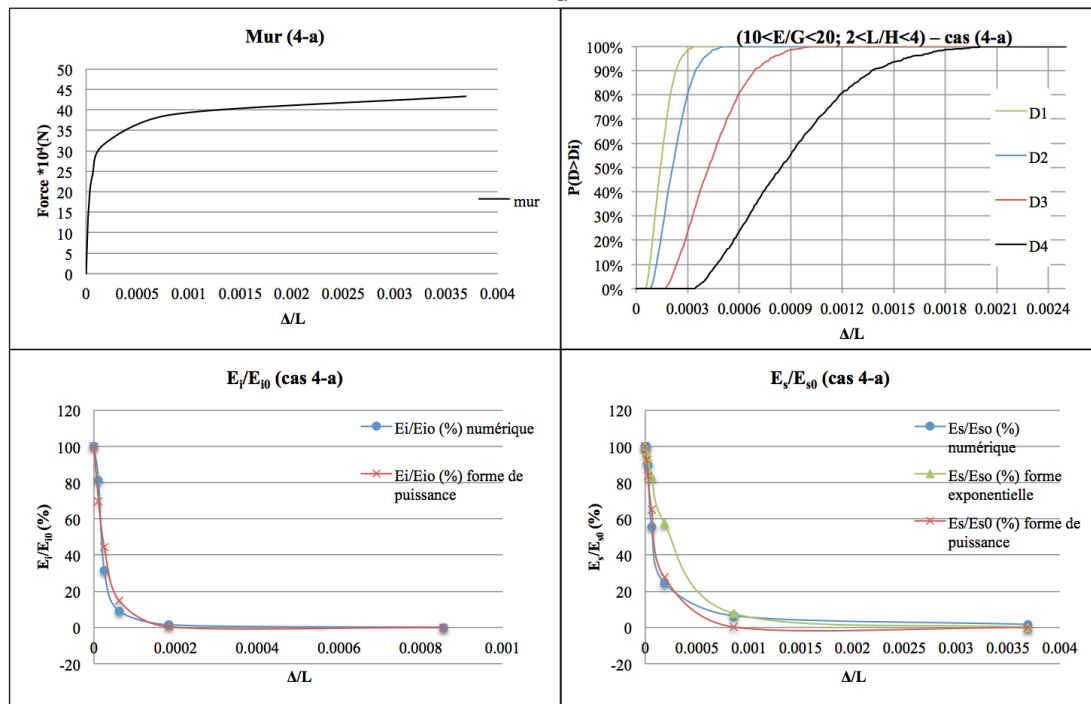 Mur (4-a)
50
45
40
35
30
25
20
15
10
5
0
Force *10⁴(N)
mur
0 0.0005 0.001 0.0015 0.002 0.0025 0.003 0.0035 0.004
Δ/L
(10<E/G<20; 2<L/H<4) – cas (4-a)
100%
90%
80%
70%
60%
50%
40%
30%
20%
10%
0%
P(D>Di)
D1
D2
D3
D4
0 0.0003 0.0006 0.0009 0.0012 0.0015 0.0018 0.0021 0.0024
Δ/L
Eᵢ/Eᵢ₀ (cas 4-a)
120
100
80
60
40
20
0
-20
Eᵢ/Eᵢ₀ (%)
Ei/Eio (%) numérique
Ei/Eio (%) forme de
puissance
0 0.0002 0.0004 0.0006 0.0008 0.001
Δ/L
Eₛ/Eₛ₀ (cas 4-a)
120
100
80
60
40
20
0
-20
Eₛ/Eₛ₀ (%)
Es/Eso (%)
numérique
Es/Eso (%) forme
exponentielle
Es/Es0 (%) forme de
puissance
0 0.0005 0.001 0.0015 0.002 0.0025 0.003 0.0035 0.004
Δ/L